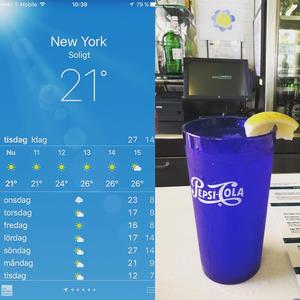 T-Mobile 10:39 79 %
New York
Soligt
21°
tisdag Idag 27 14
Nu 11 12 13 14 15
21° 21° 24° 26° 26° 26°
onsdag 23 8
torsdag 17 8
fredag 16 8
lördag 17 14
söndag 27 14
måndag 21 9
tisdag 12 7
PEPSI-COLA